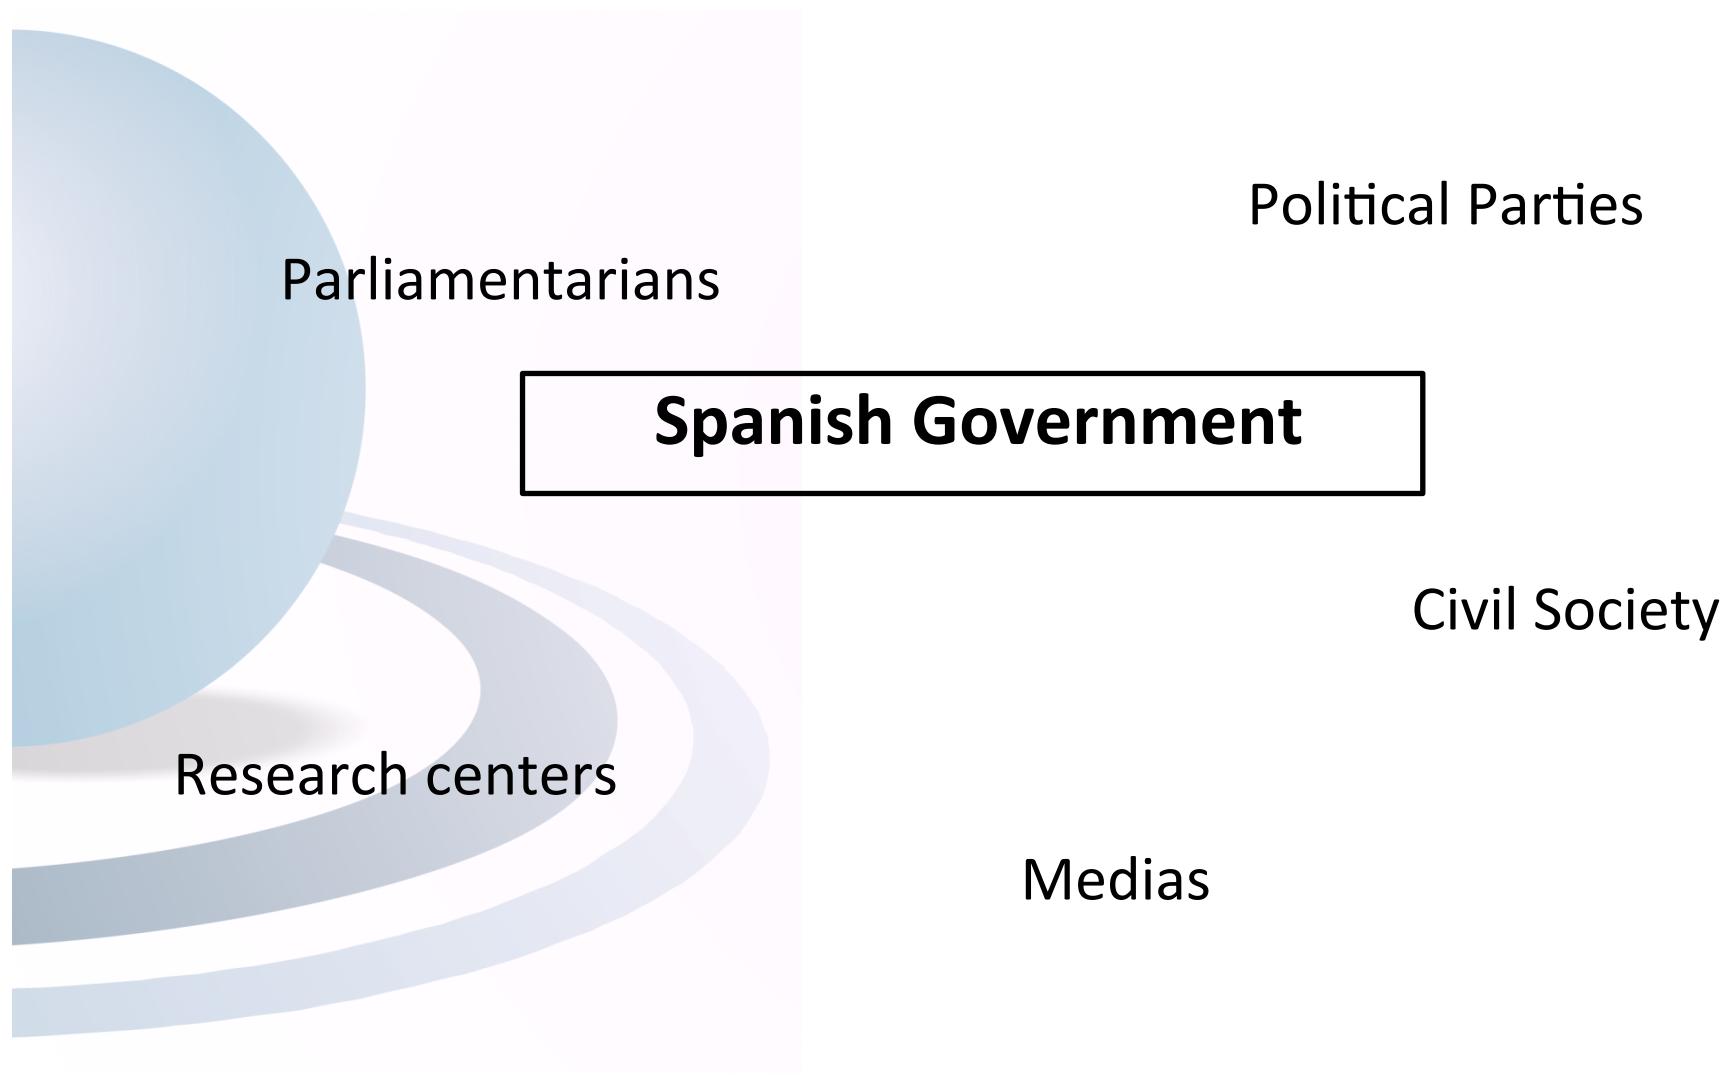 Political Parties
Parliamentarians
Spanish Government
Civil Society
Research centers
Medias